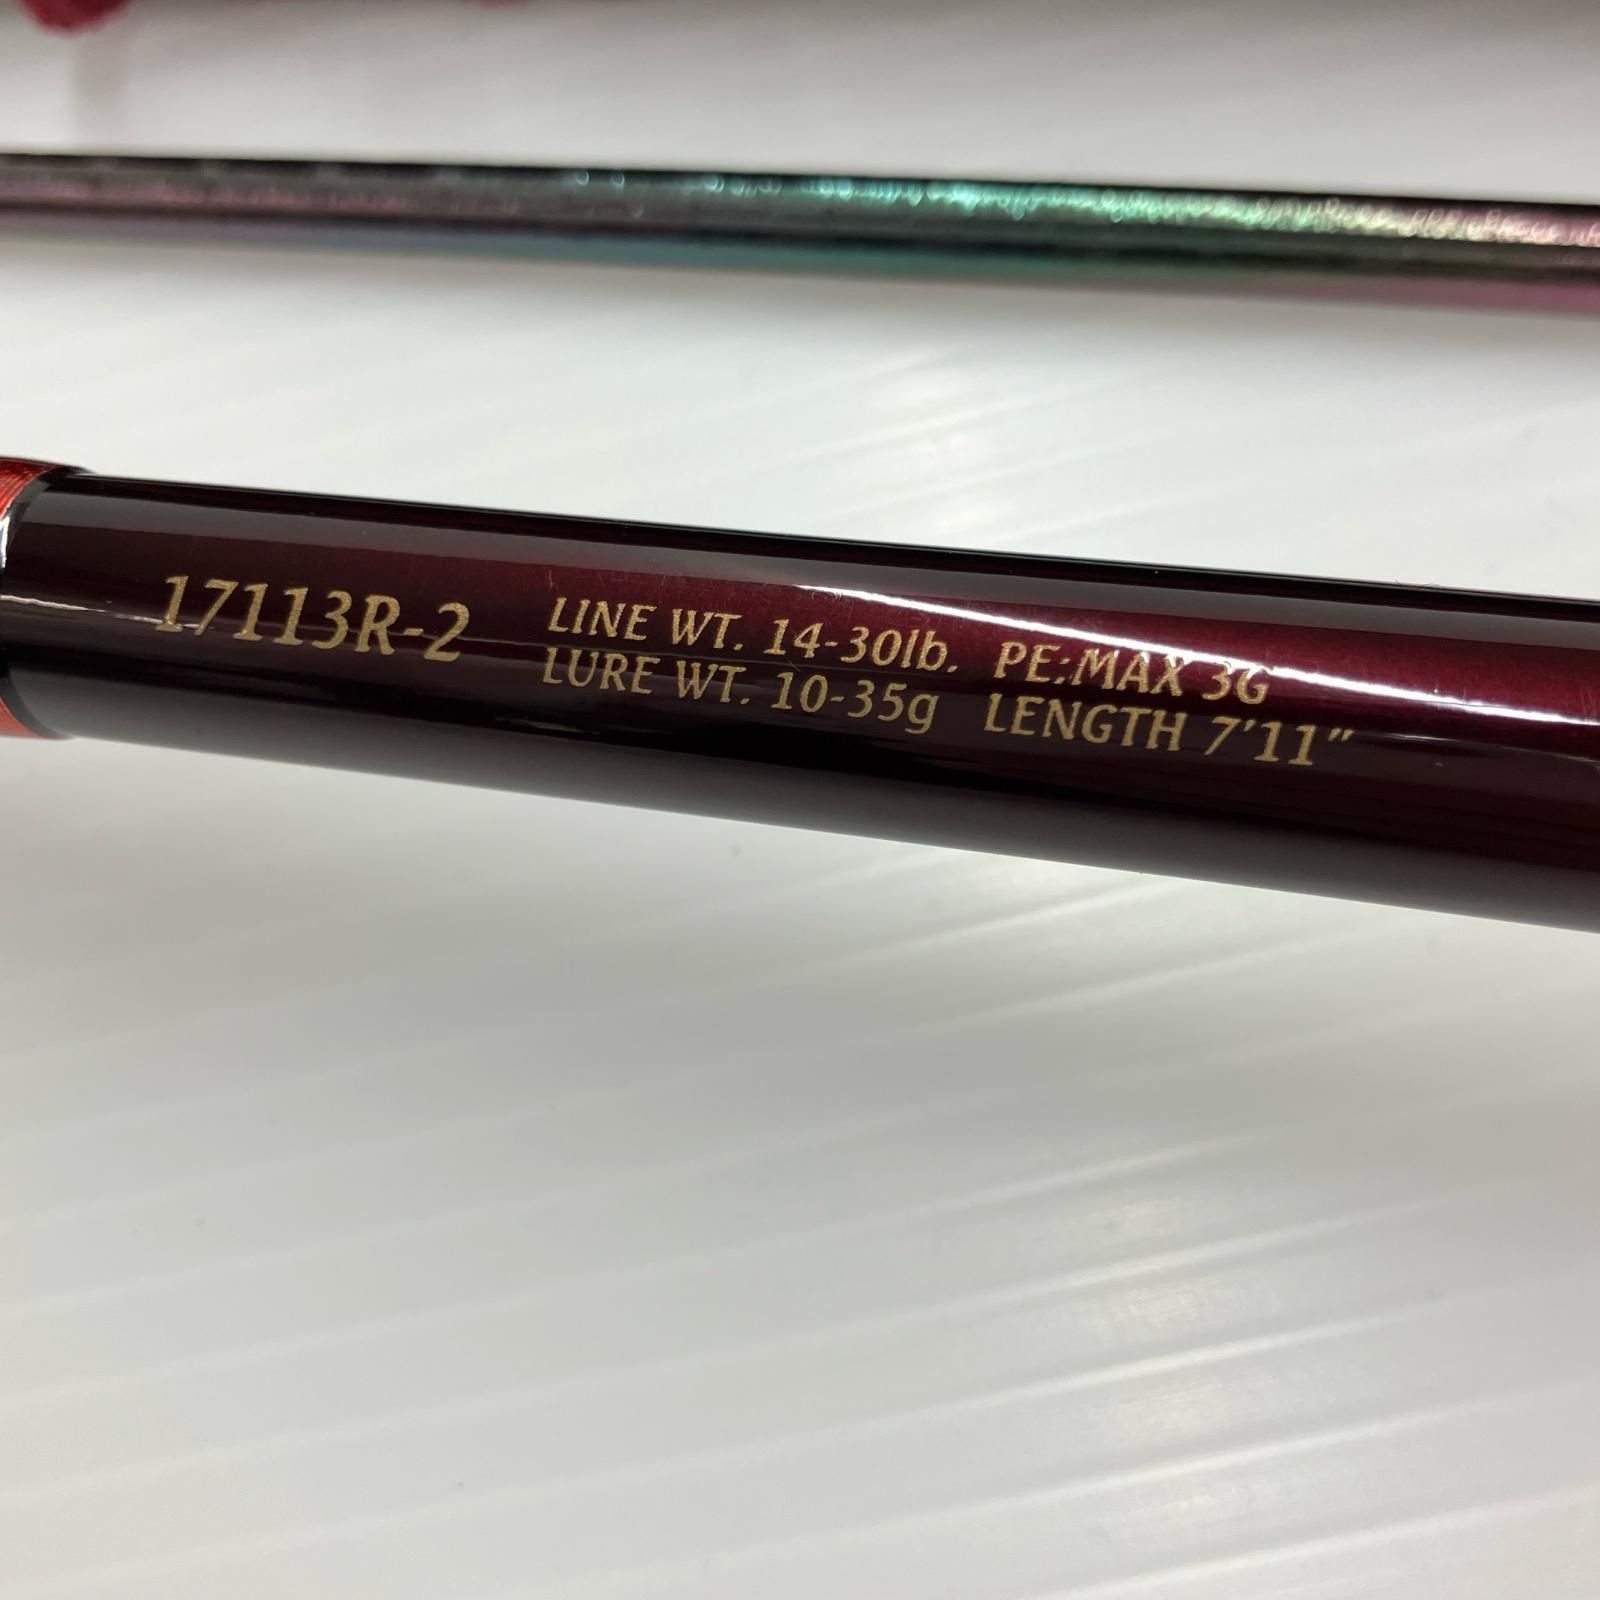 17113R-2
LINE WT. 14-30lb. PE:MAX 3G
LURE WT. 10-35g LENGTH 7'11"